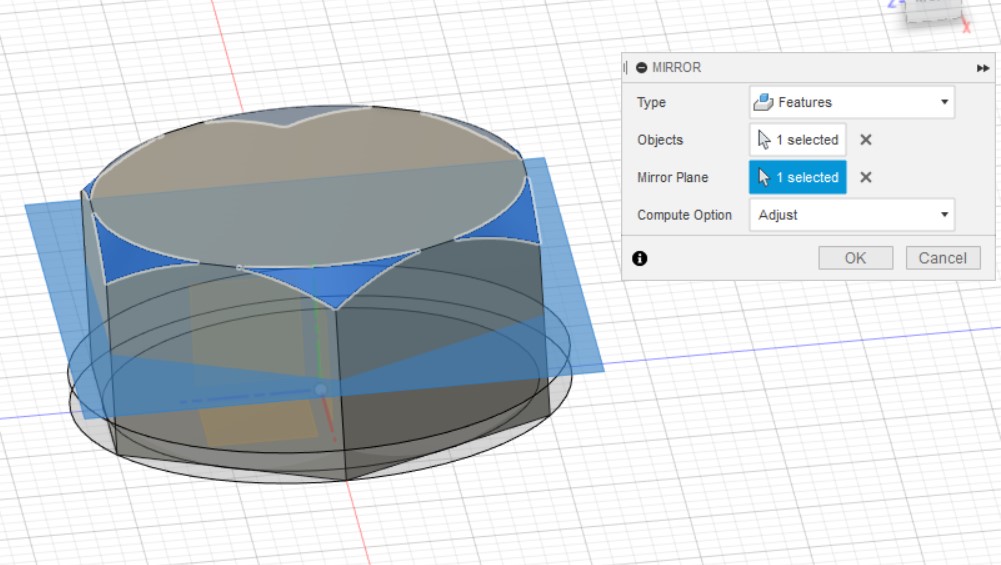 Z
X
MIRROR
Type Features
Objects 1 selected
Mirror Plane 1 selected
Compute Option Adjust
OK Cancel